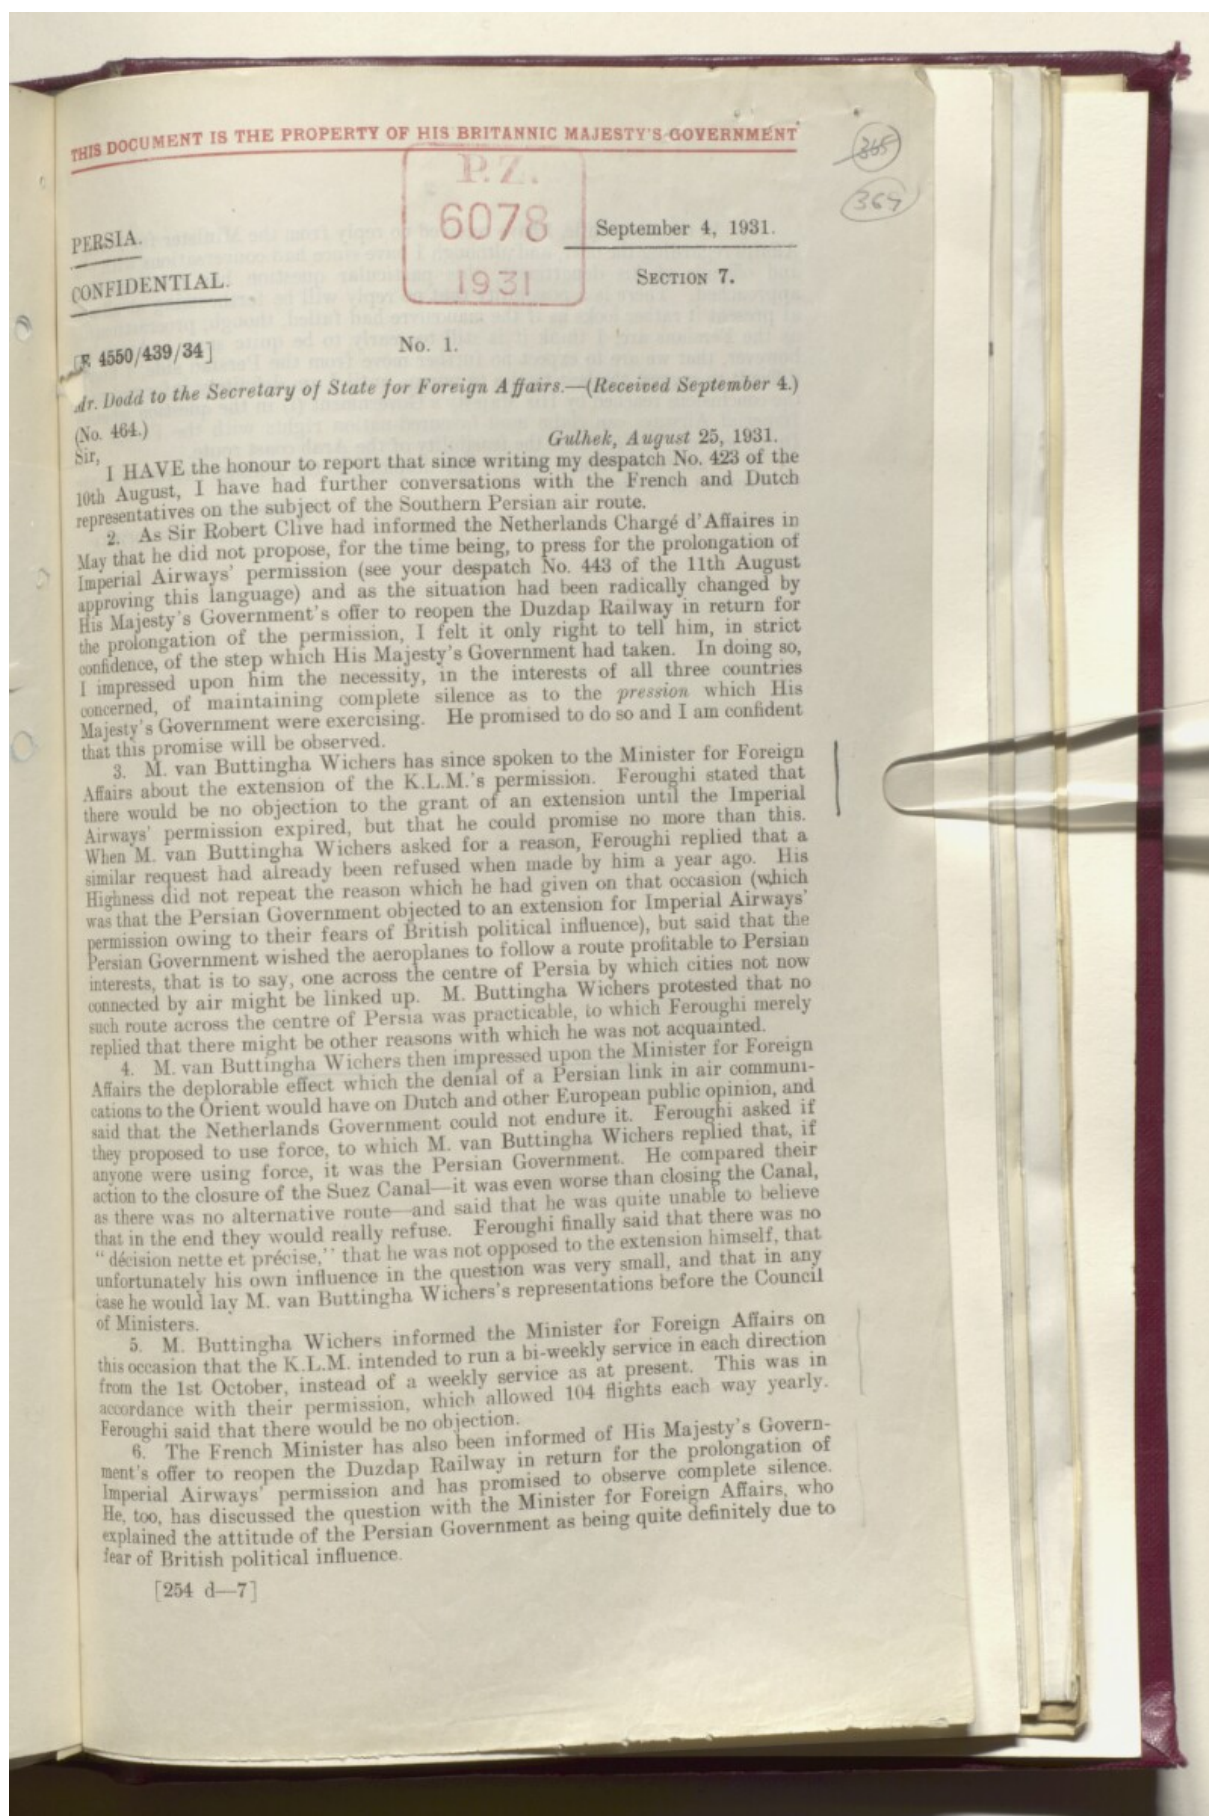 THIS DOCUMENT IS THE PROPERTY OF HIS BRITANNIC MAJESTY'S GOVERNMENT
365
369
P.Z.
6078
1931
PERSIA.
September 4, 1931.
CONFIDENTIAL.
SECTION 7.
[E 4550/439/34]
No. 1.
Mr. Dodd to the Secretary of State for Foreign Affairs.—(Received September 4.)
(No. 464.)
Gulhek, August 25, 1931.
Sir,
I HAVE the honour to report that since writing my despatch No. 423 of the
10th August, I have had further conversations with the French and Dutch
representatives on the subject of the Southern Persian air route.
2. As Sir Robert Clive had informed the Netherlands Chargé d'Affaires in
May that he did not propose, for the time being, to press for the prolongation of
Imperial Airways' permission (see your despatch No. 443 of the 11th August
approving this language) and as the situation had been radically changed by
His Majesty's Government's offer to reopen the Duzdap Railway in return for
the prolongation of the permission, I felt it only right to tell him, in strict
confidence, of the step which His Majesty's Government had taken. In doing so,
I impressed upon him the necessity, in the interests of all three countries
concerned, of maintaining complete silence as to the pression which His
Majesty's Government were exercising. He promised to do so and I am confident
that this promise will be observed.
3. M. van Buttingha Wichers has since spoken to the Minister for Foreign
Affairs about the extension of the K.L.M.'s permission. Feroughi stated that
there would be no objection to the grant of an extension until the Imperial
Airways' permission expired, but that he could promise no more than this.
When M. van Buttingha Wichers asked for a reason, Feroughi replied that a
similar request had already been refused when made by him a year ago. His
Highness did not repeat the reason which he had given on that occasion (which
was that the Persian Government objected to an extension for Imperial Airways'
permission owing to their fears of British political influence), but said that the
Persian Government wished the aeroplanes to follow a route profitable to Persian
interests, that is to say, one across the centre of Persia by which cities not now
connected by air might be linked up. M. Buttingha Wichers protested that no
such route across the centre of Persia was practicable, to which Feroughi merely
replied that there might be other reasons with which he was not acquainted.
4. M. van Buttingha Wichers then impressed upon the Minister for Foreign
Affairs the deplorable effect which the denial of a Persian link in air communi-
cations to the Orient would have on Dutch and other European public opinion, and
said that the Netherlands Government could not endure it. Feroughi asked if
they proposed to use force, to which M. van Buttingha Wichers replied that, if
anyone were using force, it was the Persian Government. He compared their
action to the closure of the Suez Canal—it was even worse than closing the Canal,
as there was no alternative route—and said that he was quite unable to believe
that in the end they would really refuse. Feroughi finally said that there was no
"décision nette et précise," that he was not opposed to the extension himself, that
unfortunately his own influence in the question was very small, and that in any
case he would lay M. van Buttingha Wichers's representations before the Council
of Ministers.
5. M. Buttingha Wichers informed the Minister for Foreign Affairs on
this occasion that the K.L.M. intended to run a bi-weekly service in each direction
from the 1st October, instead of a weekly service as at present. This was in
accordance with their permission, which allowed 104 flights each way yearly.
Feroughi said that there would be no objection.
6. The French Minister has also been informed of His Majesty's Govern-
ment's offer to reopen the Duzdap Railway in return for the prolongation of
Imperial Airways' permission and has promised to observe complete silence.
He, too, has discussed the question with the Minister for Foreign Affairs, who
explained the attitude of the Persian Government as being quite definitely due to
fear of British political influence.
[254 d—7]